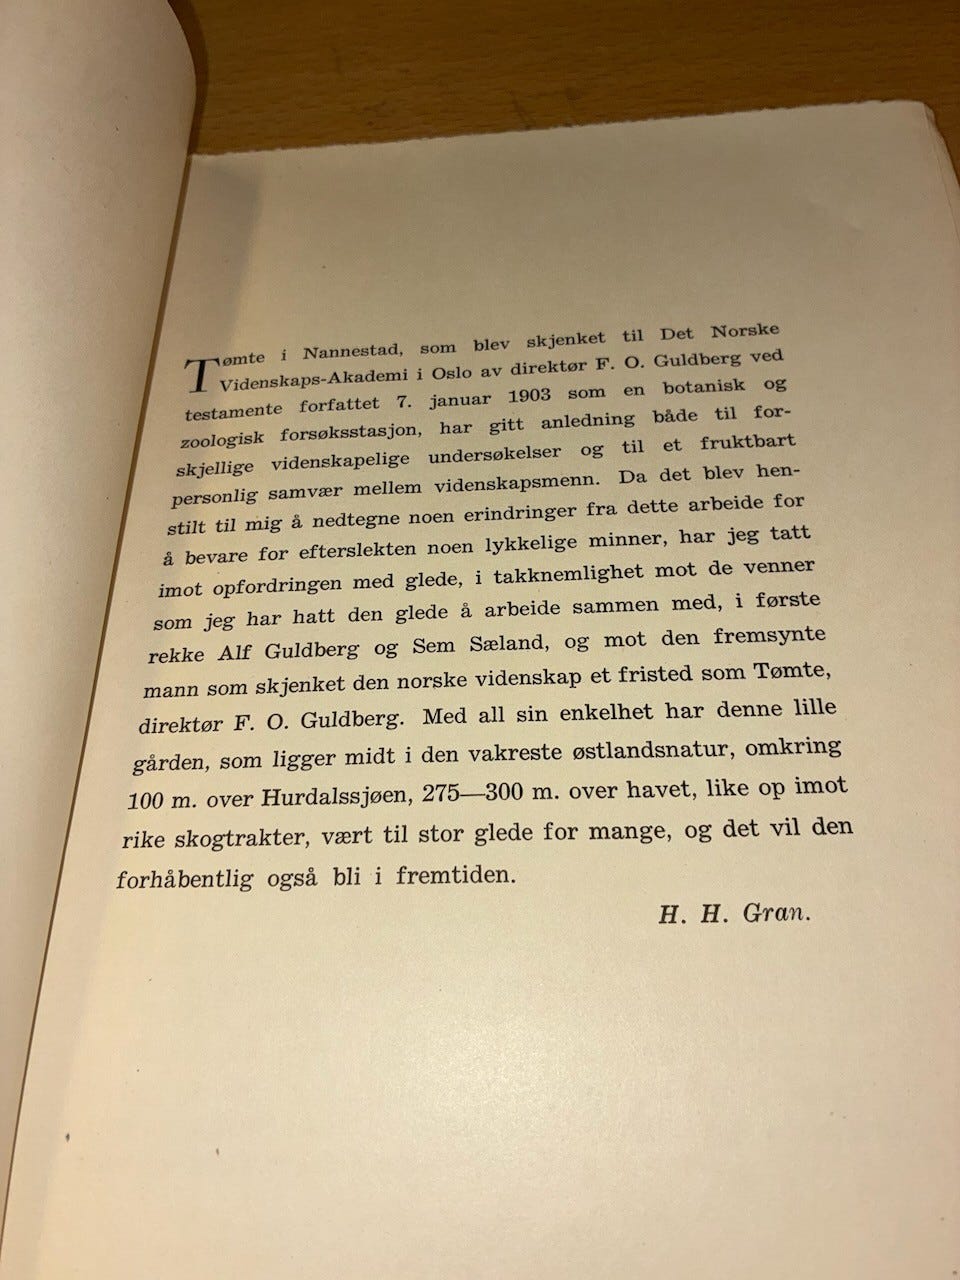 Tømte i Nannestad, som blev skjenket til Det Norske
Videnskaps-Akademi i Oslo av direktør F. O. Guldberg ved
testamente forfattet 7. januar 1903 som en botanisk og
zoologisk forsøksstasjon, har gitt anledning både til for-
skjellige videnskapelige undersøkelser og til et fruktbart
personlig samvær mellem videnskapsmenn. Da det blev hen-
stilt til mig å nedtegne noen erindringer fra dette arbeide for
å bevare for efterslekten noen lykkelige minner, har jeg tatt
imot opfordringen med glede, i takknemlighet mot de venner
som jeg har hatt den glede å arbeide sammen med, i første
rekke Alf Guldberg og Sem Sæland, og mot den fremsynte
mann som skjenket den norske videnskap et fristed som Tømte,
direktør F. O. Guldberg. Med all sin enkelhet har denne lille
gården, som ligger midt i den vakreste østlandsnatur, omkring
100 m. over Hurdalssjøen, 275—300 m. over havet, like op imot
rike skogtrakter, vært til stor glede for mange, og det vil den
forhåbentlig også bli i fremtiden.
H. H. Gran.